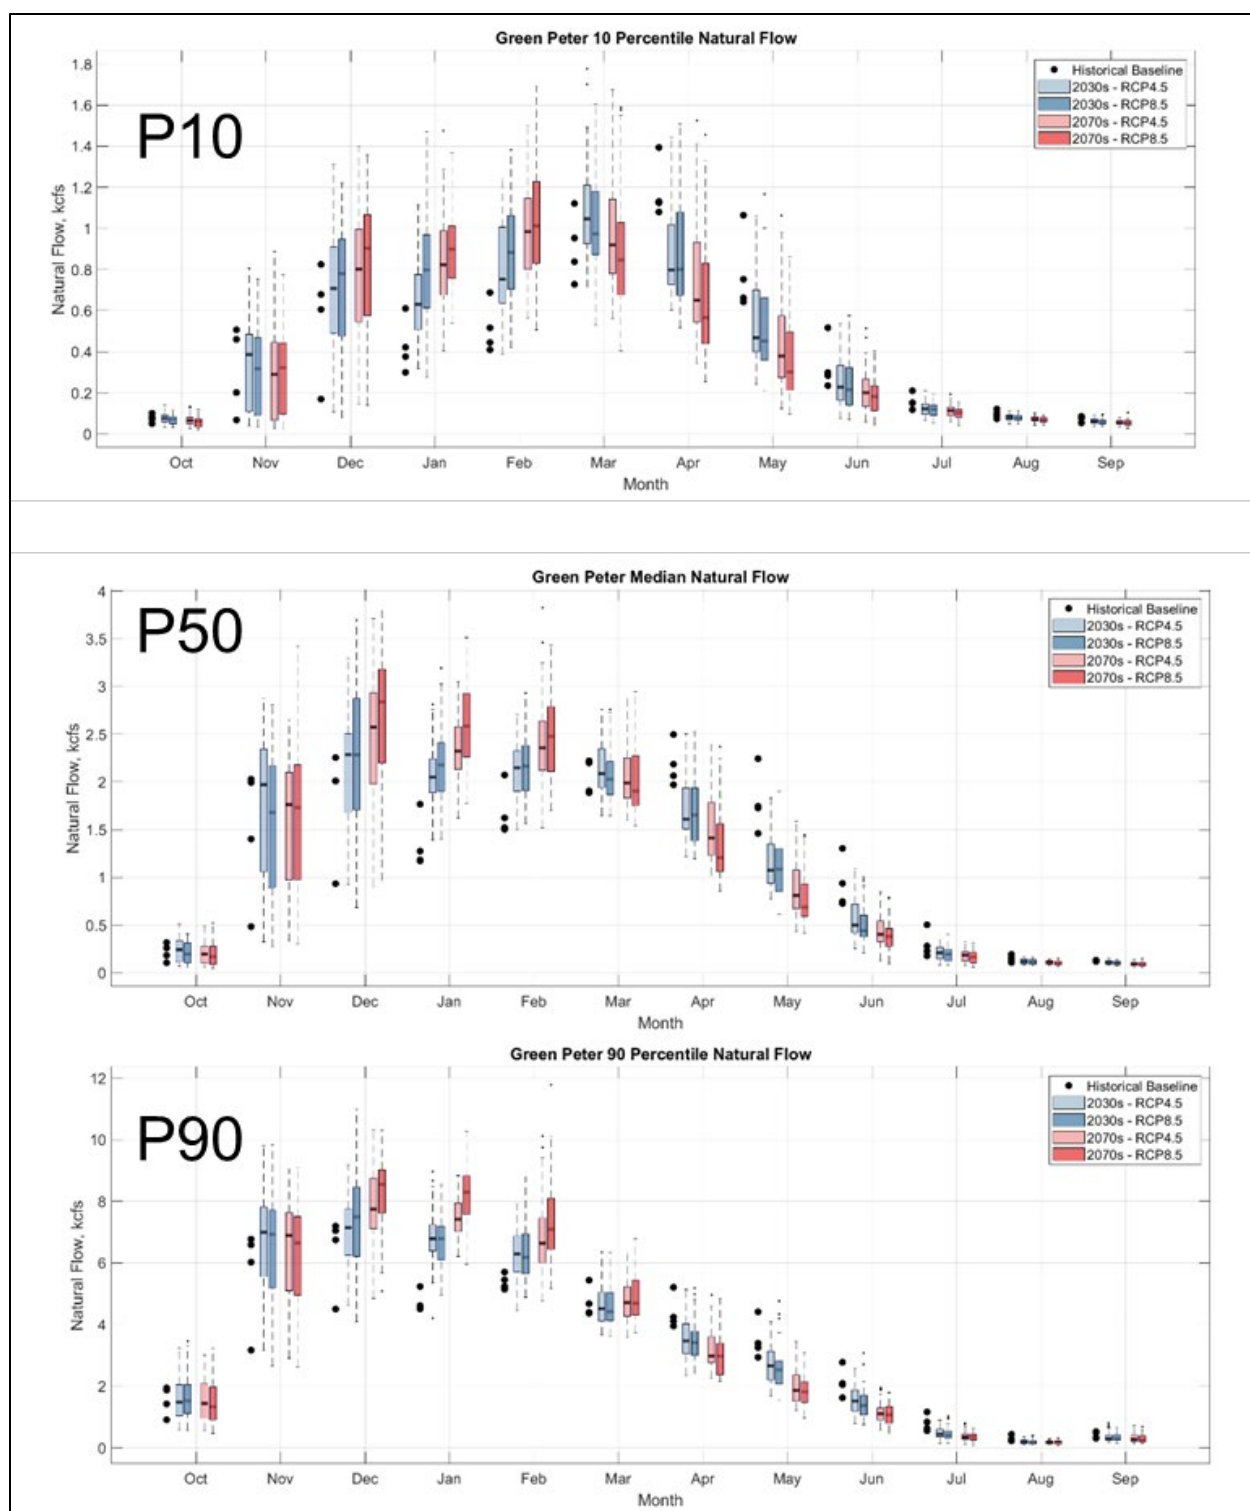 Green Peter 10 Percentile Natural Flow
P10
Historical Baseline
2030s - RCP4.5
2030s - RCP8.5
2070s - RCP4.5
2070s - RCP8.5
1.8
1.6
1.4
1.2
1
0.8
0.6
0.4
0.2
0
Natural Flow, kcfs
Oct Nov Dec Jan Feb Mar Apr May Jun Jul Aug Sep
Month
Green Peter Median Natural Flow
P50
Historical Baseline
2030s - RCP4.5
2030s - RCP8.5
2070s - RCP4.5
2070s - RCP8.5
4
3.5
3
2.5
2
1.5
1
0.5
0
Natural Flow, kcfs
Oct Nov Dec Jan Feb Mar Apr May Jun Jul Aug Sep
Month
Green Peter 90 Percentile Natural Flow
P90
Historical Baseline
2030s - RCP4.5
2030s - RCP8.5
2070s - RCP4.5
2070s - RCP8.5
12
10
8
6
4
2
0
Natural Flow, kcfs
Oct Nov Dec Jan Feb Mar Apr May Jun Jul Aug Sep
Month